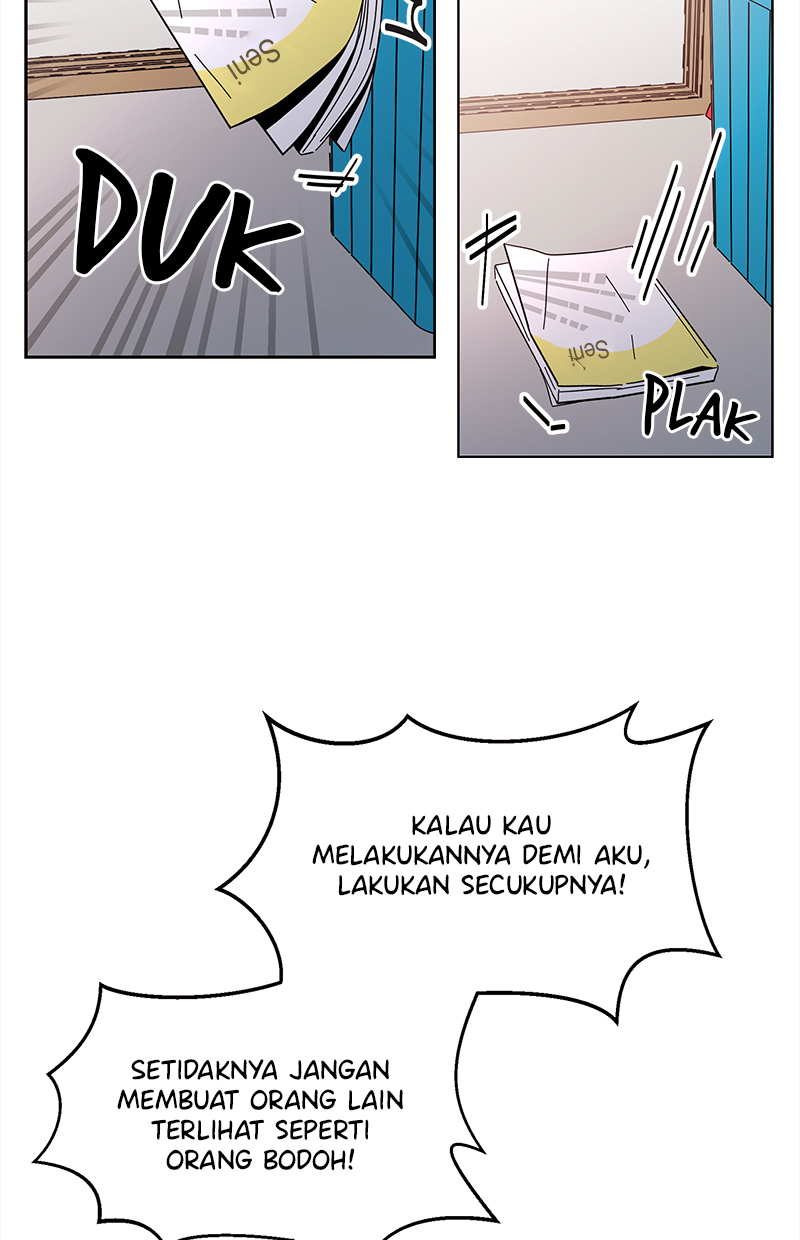 Seni
DUK
Seni
PLAK
KALAU KAU
MELAKUKANNYA DEMI AKU,
LAKUKAN SECUKUPNYA!
SETIDAKNYA JANGAN
MEMBUAT ORANG LAIN
TERLIHAT SEPERTI
ORANG BODOH!